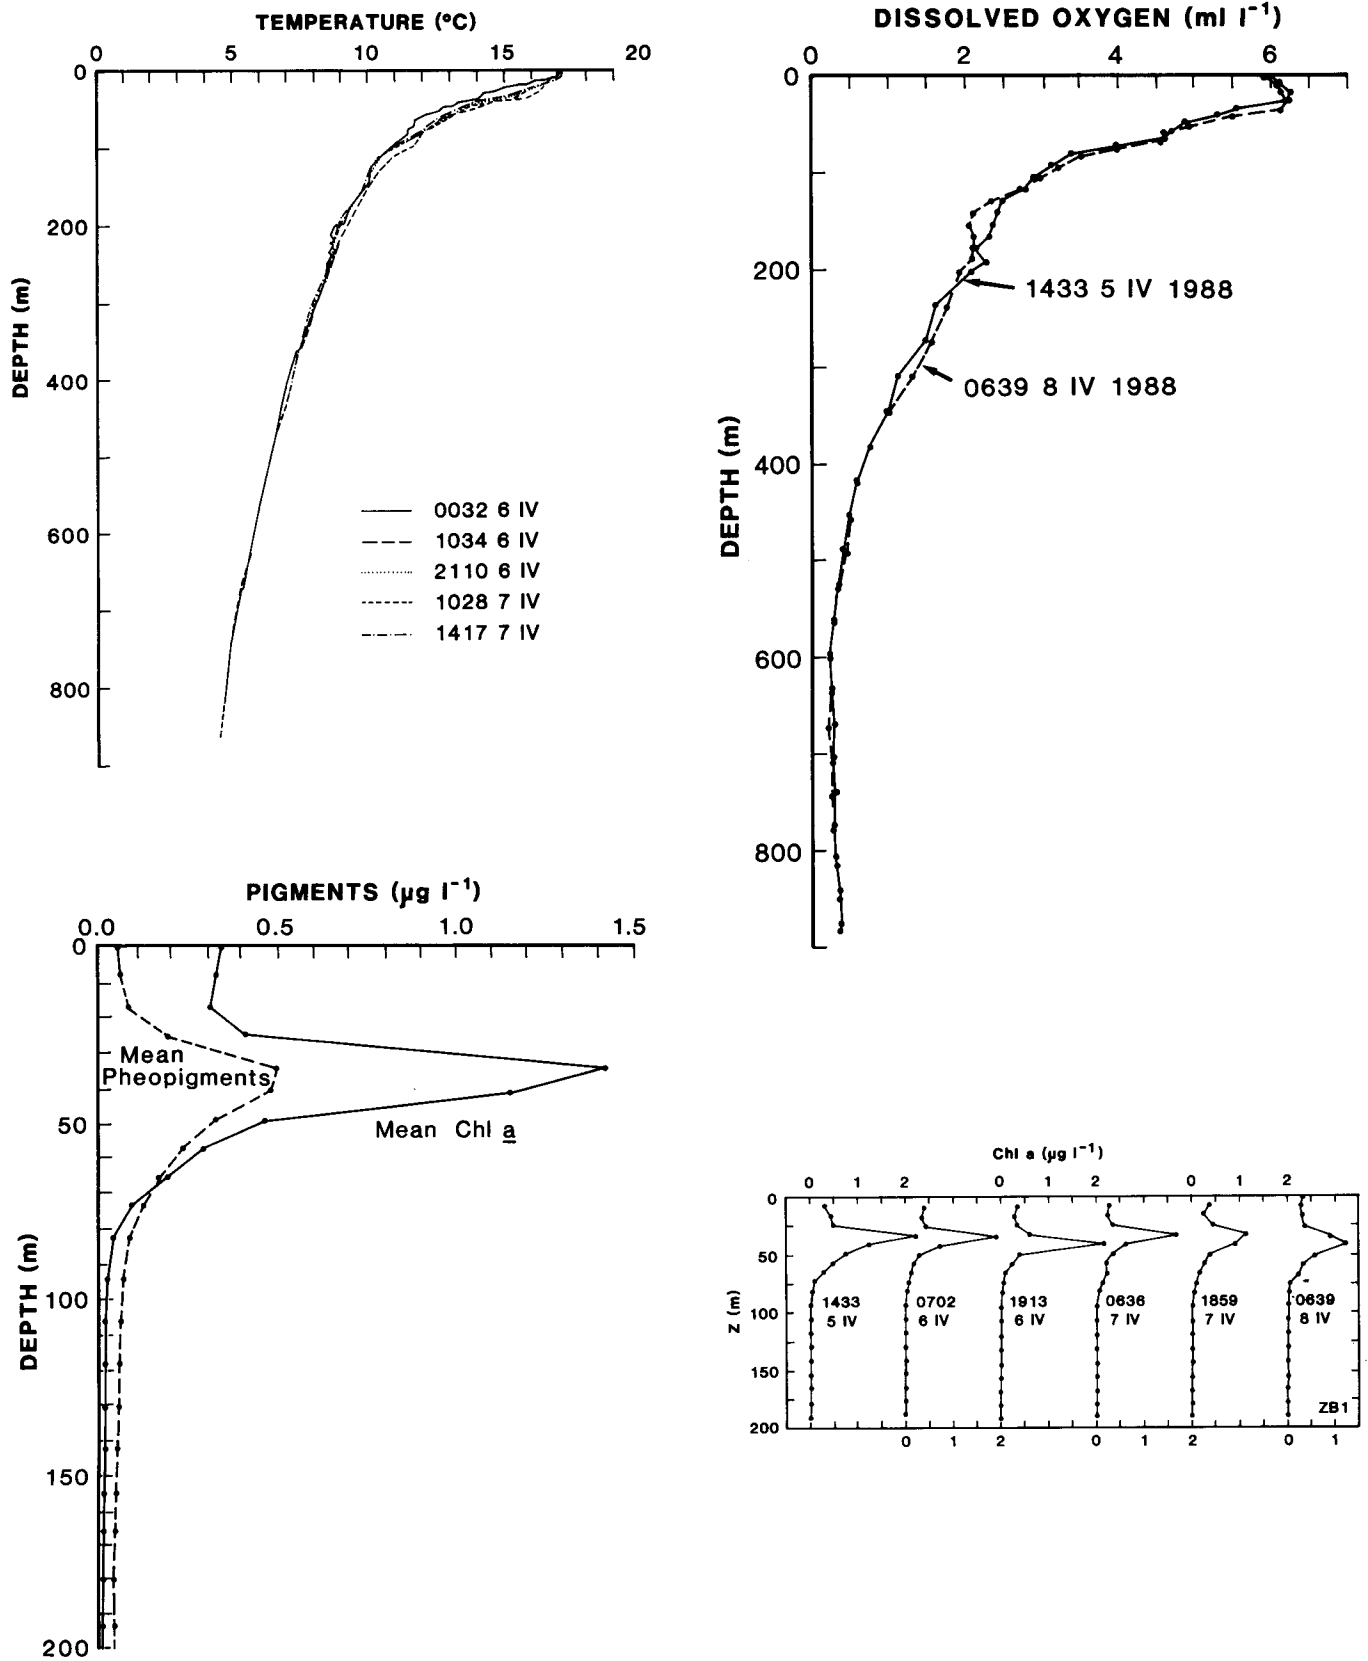 TEMPERATURE (°C)
0 5 10 15 20
0
200
400
600
800
DEPTH (m)
0032 6 IV
1034 6 IV
2110 6 IV
1028 7 IV
1417 7 IV
DISSOLVED OXYGEN (ml l⁻¹)
0 2 4 6
0
200
400
600
800
DEPTH (m)
1433 5 IV 1988
0639 8 IV 1988
PIGMENTS (µg l⁻¹)
0.0 0.5 1.0 1.5
0
50
100
150
200
DEPTH (m)
Mean
Pheopigments
Mean Chl a
Chl a (µg l⁻¹)
0 1 2 0 1 2 0 1 2
0
50
100
150
200
Z (m)
1433
5 IV
0702
6 IV
1913
6 IV
0636
7 IV
1859
7 IV
0639
8 IV
ZB1
0 1 2 0 1 2 0 1